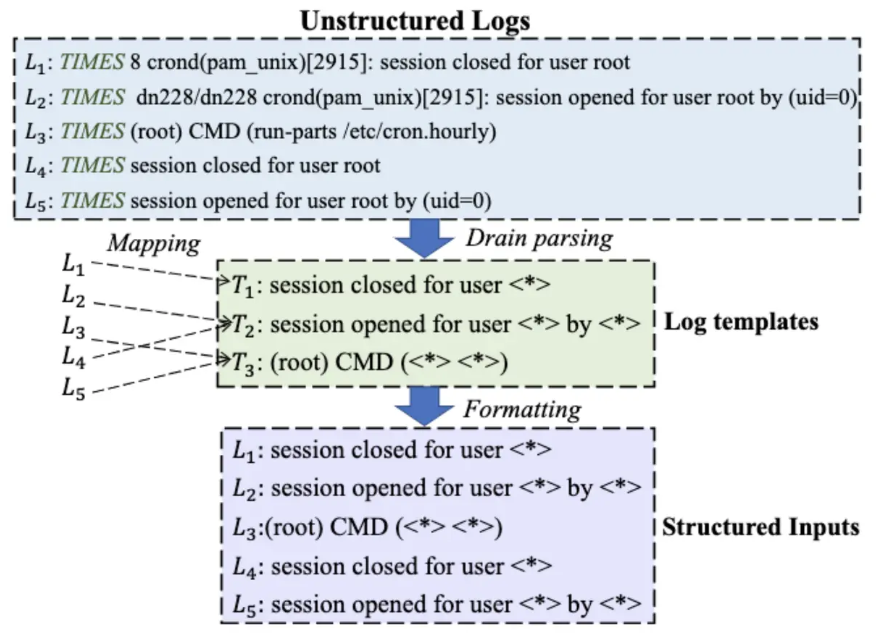 Unstructured Logs
L₁: TIMES 8 crond(pam_unix)[2915]: session closed for user root
L₂: TIMES dn228/dn228 crond(pam_unix)[2915]: session opened for user root by (uid=0)
L₃: TIMES (root) CMD (run-parts /etc/cron.hourly)
L₄: TIMES session closed for user root
L₅: TIMES session opened for user root by (uid=0)
Mapping
Drain parsing
L₁
L₂
L₃
L₄
L₅
T₁: session closed for user <*>
T₂: session opened for user <*> by <*>
T₃: (root) CMD (<*> <*>)
Log templates
Formatting
L₁: session closed for user <*>
L₂: session opened for user <*> by <*>
L₃:(root) CMD (<*> <*>)
L₄: session closed for user <*>
L₅: session opened for user <*> by <*>
Structured Inputs